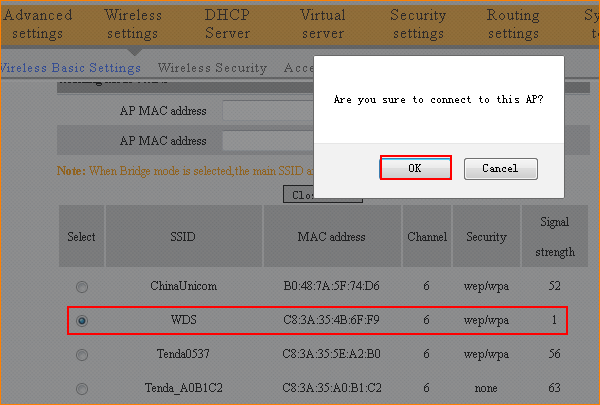 Advanced Wireless DHCP Virtual Security Routing Sy
settings settings Server server settings settings to
Wireless Basic Settings Wireless Security Acce
AP MAC address
AP MAC address
Are you sure to connect to this AP?
OK Cancel
Note: When Bridge mode is selected,the main SSID a
Clo
Select SSID MAC address Channel Security Signal strength
ChinaUnicom B0:48:7A:5F:74:D6 6 wep/wpa 52
WDS C8:3A:35:4B:6F:F9 6 wep/wpa 1
Tenda0537 C8:3A:35:5E:A2:B0 6 wep/wpa 56
Tenda_A0B1C2 C8:3A:35:A0:B1:C2 6 none 63